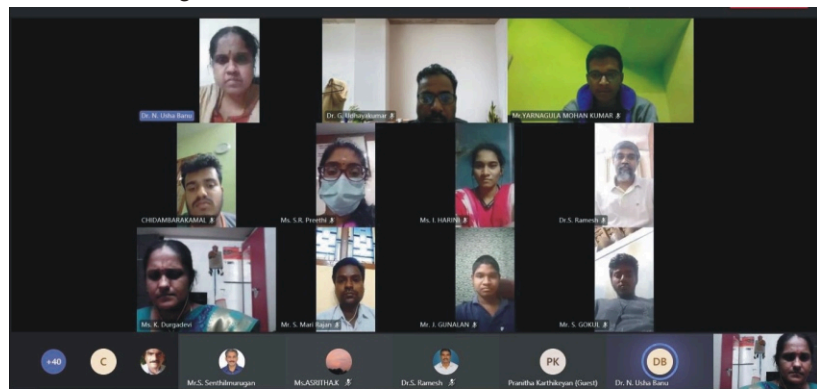 Dr. N. Usha Banu
Dr. G. Udhayakumar
Mr.YARNAGULA MOHAN KUMAR
CHIDAMBARAKAMAL
Ms. S.R. Preethi
Ms. I. HARINI
Dr.S. Ramesh
Ms. K. Durgadevi
Mr. S. Mari Rajan
Mr. J. GUNALAN
Mr. S. GOKUL
+40
C
PK
DB
Mr.S. Senthilmurugan
Ms.ASRITHA.K
Dr.S. Ramesh
Pranitha Karthikeyan (Guest)
Dr. N. Usha Banu